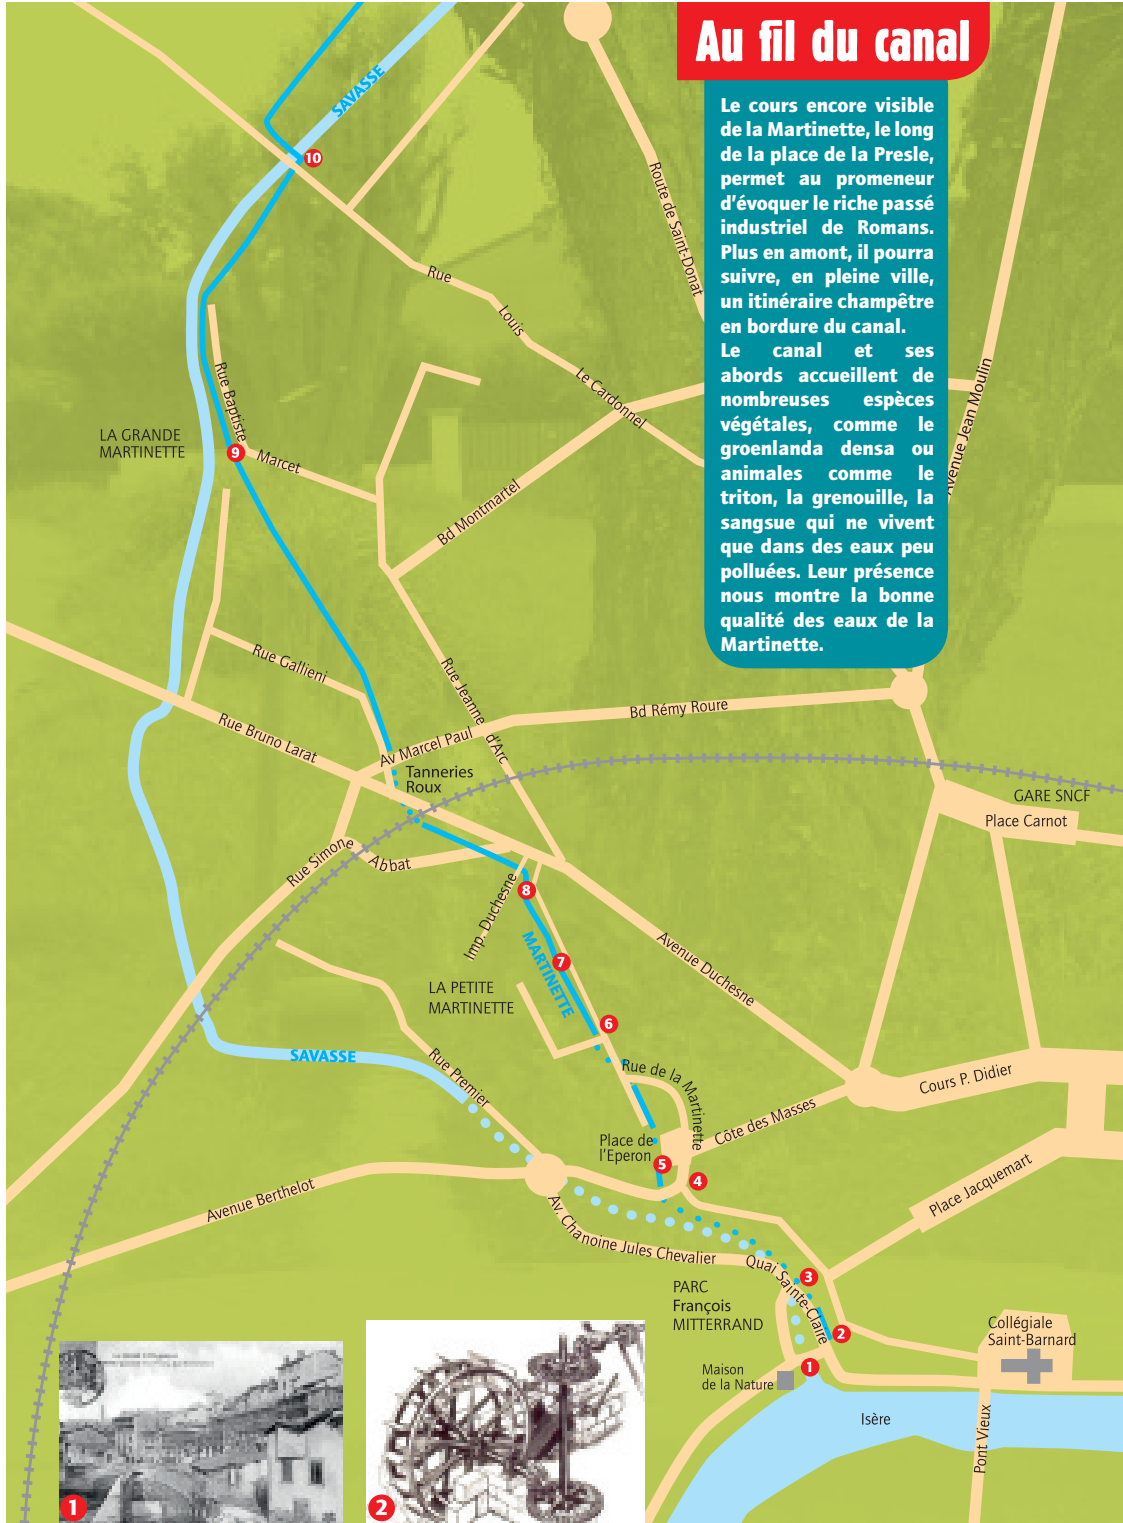 Au fil du canal
Le cours encore visible
de la Martinette, le long
de la place de la Presle,
permet au promeneur
d'évoquer le riche passé
industriel de Romans.
Plus en amont, il pourra
suivre, en pleine ville,
un itinéraire champêtre
en bordure du canal.
Le canal et ses
abords accueillent de
nombreuses espèces
végétales, comme le
groenlanda densa ou
animales comme le
triton, la grenouille, la
sangsue qui ne vivent
que dans des eaux peu
polluées. Leur présence
nous montre la bonne
qualité des eaux de la
Martinette.
SAVASSE
10
Route de Saint-Donat
Rue Louis Le Cardonnel
Avenue Jean Moulin
Rue Baptiste Marcet
LA GRANDE
MARTINETTE
9
Bd Montmartel
Rue Gallieni
Rue Jeanne d'Arc
Bd Rémy Roure
Rue Bruno Larat
Av Marcel Paul
Tanneries
Roux
GARE SNCF
Place Carnot
Rue Simone Abbat
8
Imp. Duchesne
MARTINETTE
7
Avenue Duchesne
LA PETITE
MARTINETTE
6
SAVASSE
Rue Premier
Rue de la Martinette
Cours P. Didier
Côte des Masses
Place de
l'Eperon
5
4
Place Jacquemart
Avenue Berthelot
Av. Chanoine Jules Chevalier
Quai Sainte-Claire
3
PARC
François
MITTERRAND
2
Collégiale
Saint-Barnard
1
Maison
de la Nature
Isère
Pont Vieux
1
2